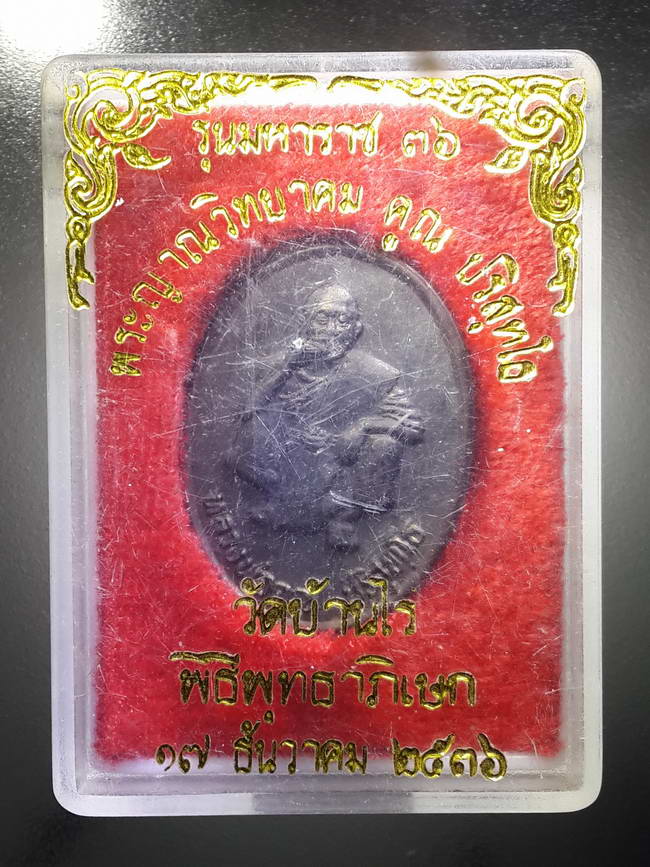 รุ่นมหาราช ๓๖
พระญาณวิทยาคม คูณ ปริสุทโธ
วัดบ้านไร่
พิธีพุทธาภิเษก
๑๗ ธันวาคม ๒๕๓๖